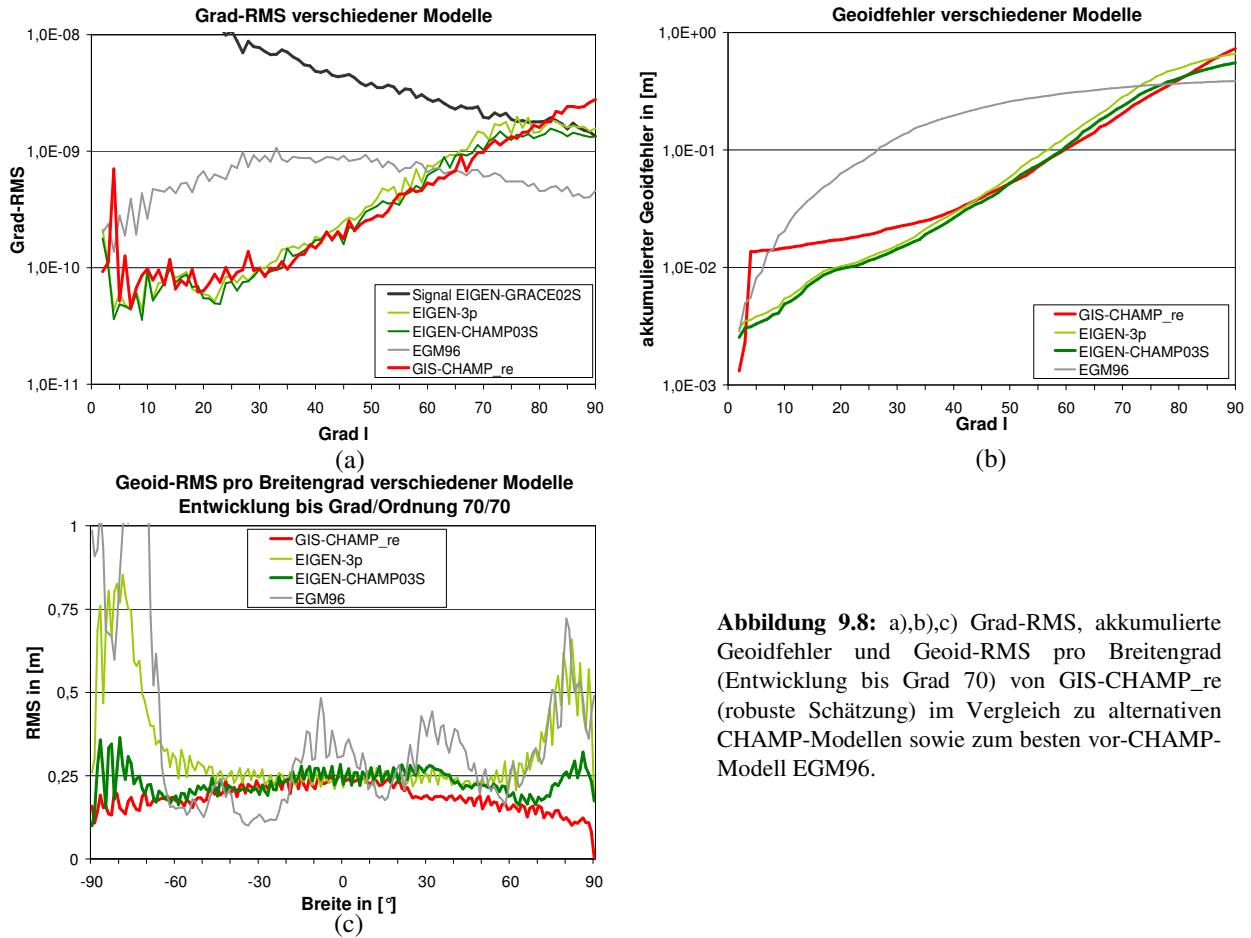 Grad-RMS verschiedener Modelle
1,0E-08
1,0E-09
1,0E-10
1,0E-11
Grad-RMS
Signal EIGEN-GRACE02S
EIGEN-3p
EIGEN-CHAMP03S
EGM96
GIS-CHAMP_re
0 10 20 30 40 50 60 70 80 90
Grad l
(a)
Geoidfehler verschiedener Modelle
1,0E+00
1,0E-01
1,0E-02
1,0E-03
akkumulierter Geoidfehler in [m]
GIS-CHAMP_re
EIGEN-3p
EIGEN-CHAMP03S
EGM96
0 10 20 30 40 50 60 70 80 90
Grad l
(b)
Geoid-RMS pro Breitengrad verschiedener Modelle
Entwicklung bis Grad/Ordnung 70/70
1
0,75
0,5
0,25
0
RMS in [m]
GIS-CHAMP_re
EIGEN-3p
EIGEN-CHAMP03S
EGM96
-90 -60 -30 0 30 60 90
Breite in [°]
(c)
Abbildung 9.8: a),b),c) Grad-RMS, akkumulierte
Geoidfehler und Geoid-RMS pro Breitengrad
(Entwicklung bis Grad 70) von GIS-CHAMP_re
(robuste Schätzung) im Vergleich zu alternativen
CHAMP-Modellen sowie zum besten vor-CHAMP-
Modell EGM96.